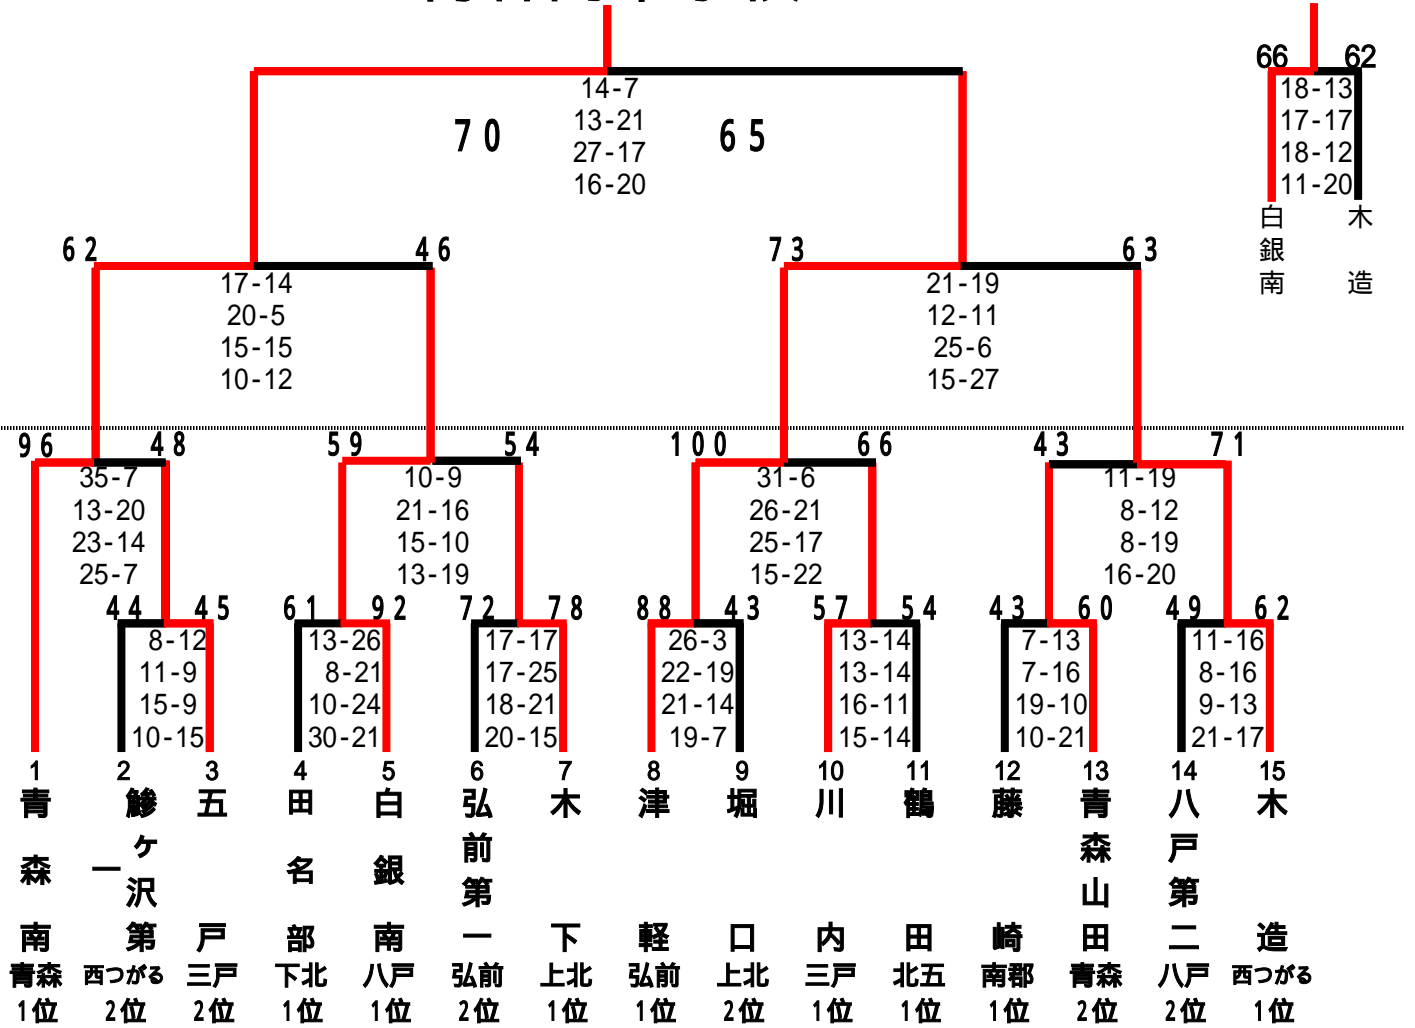 66 62
18-13
17-17
18-12
11-20
白銀南 木造
70 65
14-7
13-21
27-17
16-20
62 46 73 63
17-14 21-19
20-5 12-11
15-15 25-6
10-12 15-27
96 48 59 54 100 66 43 71
35-7 10-9 31-6 11-19
13-20 21-16 26-21 8-12
23-14 15-10 25-17 8-19
25-7 13-19 15-22 16-20
44 45 61 92 72 78 88 43 57 54 43 60 49 62
8-12 13-26 17-17 26-3 13-14 7-13 11-16
11-9 8-21 17-25 22-19 13-14 7-16 8-16
15-9 10-24 18-21 21-14 16-11 19-10 9-13
10-15 30-21 20-15 19-7 15-14 10-21 21-17
1 2 3 4 5 6 7 8 9 10 11 12 13 14 15
青森南 鰺ヶ沢第一 五戸 田名部 白銀南 弘前第一 木下 津軽 堀口 川内 鶴田 藤崎 青森山田 八戸第二 木造
青森 西つがる 三戸 下北 八戸 弘前 上北 弘前 上北 三戸 北五 南郡 青森 八戸 西つがる
1位 2位 2位 1位 1位 2位 1位 1位 2位 1位 1位 1位 2位 2位 1位